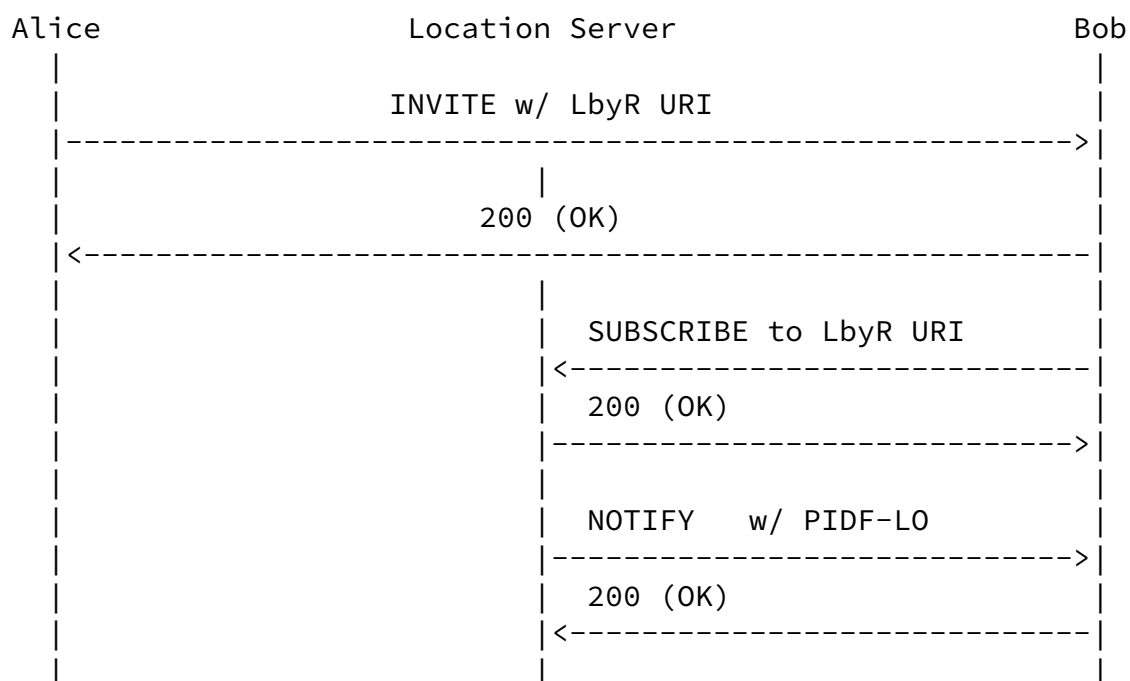 Alice Location Server Bob
INVITE w/ LbyR URI
200 (OK)
SUBSCRIBE to LbyR URI
200 (OK)
NOTIFY w/ PIDF-LO
200 (OK)